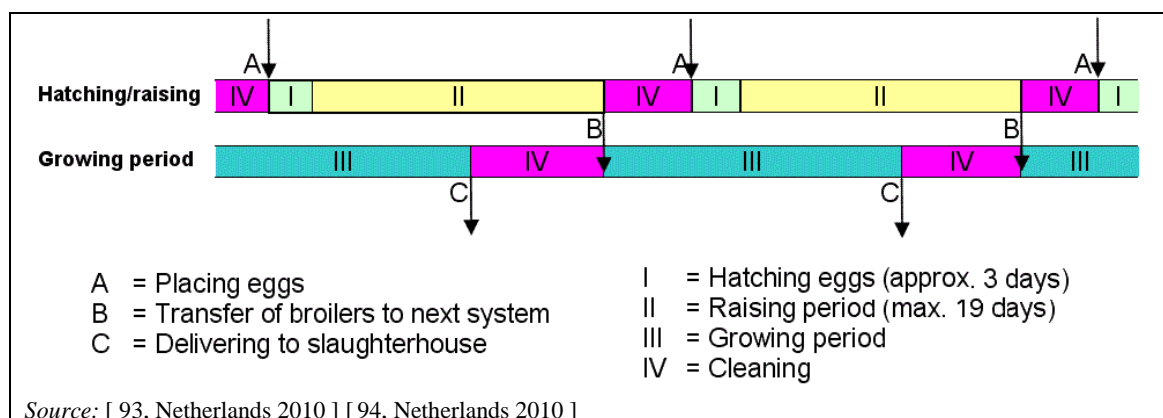 A A A
Hatching/raising IV I II IV I II IV I
B B
Growing period III IV III IV III
C C
A = Placing eggs
B = Transfer of broilers to next system
C = Delivering to slaughterhouse
I = Hatching eggs (approx. 3 days)
II = Raising period (max. 19 days)
III = Growing period
IV = Cleaning
Source: [ 93, Netherlands 2010 ] [ 94, Netherlands 2010 ]